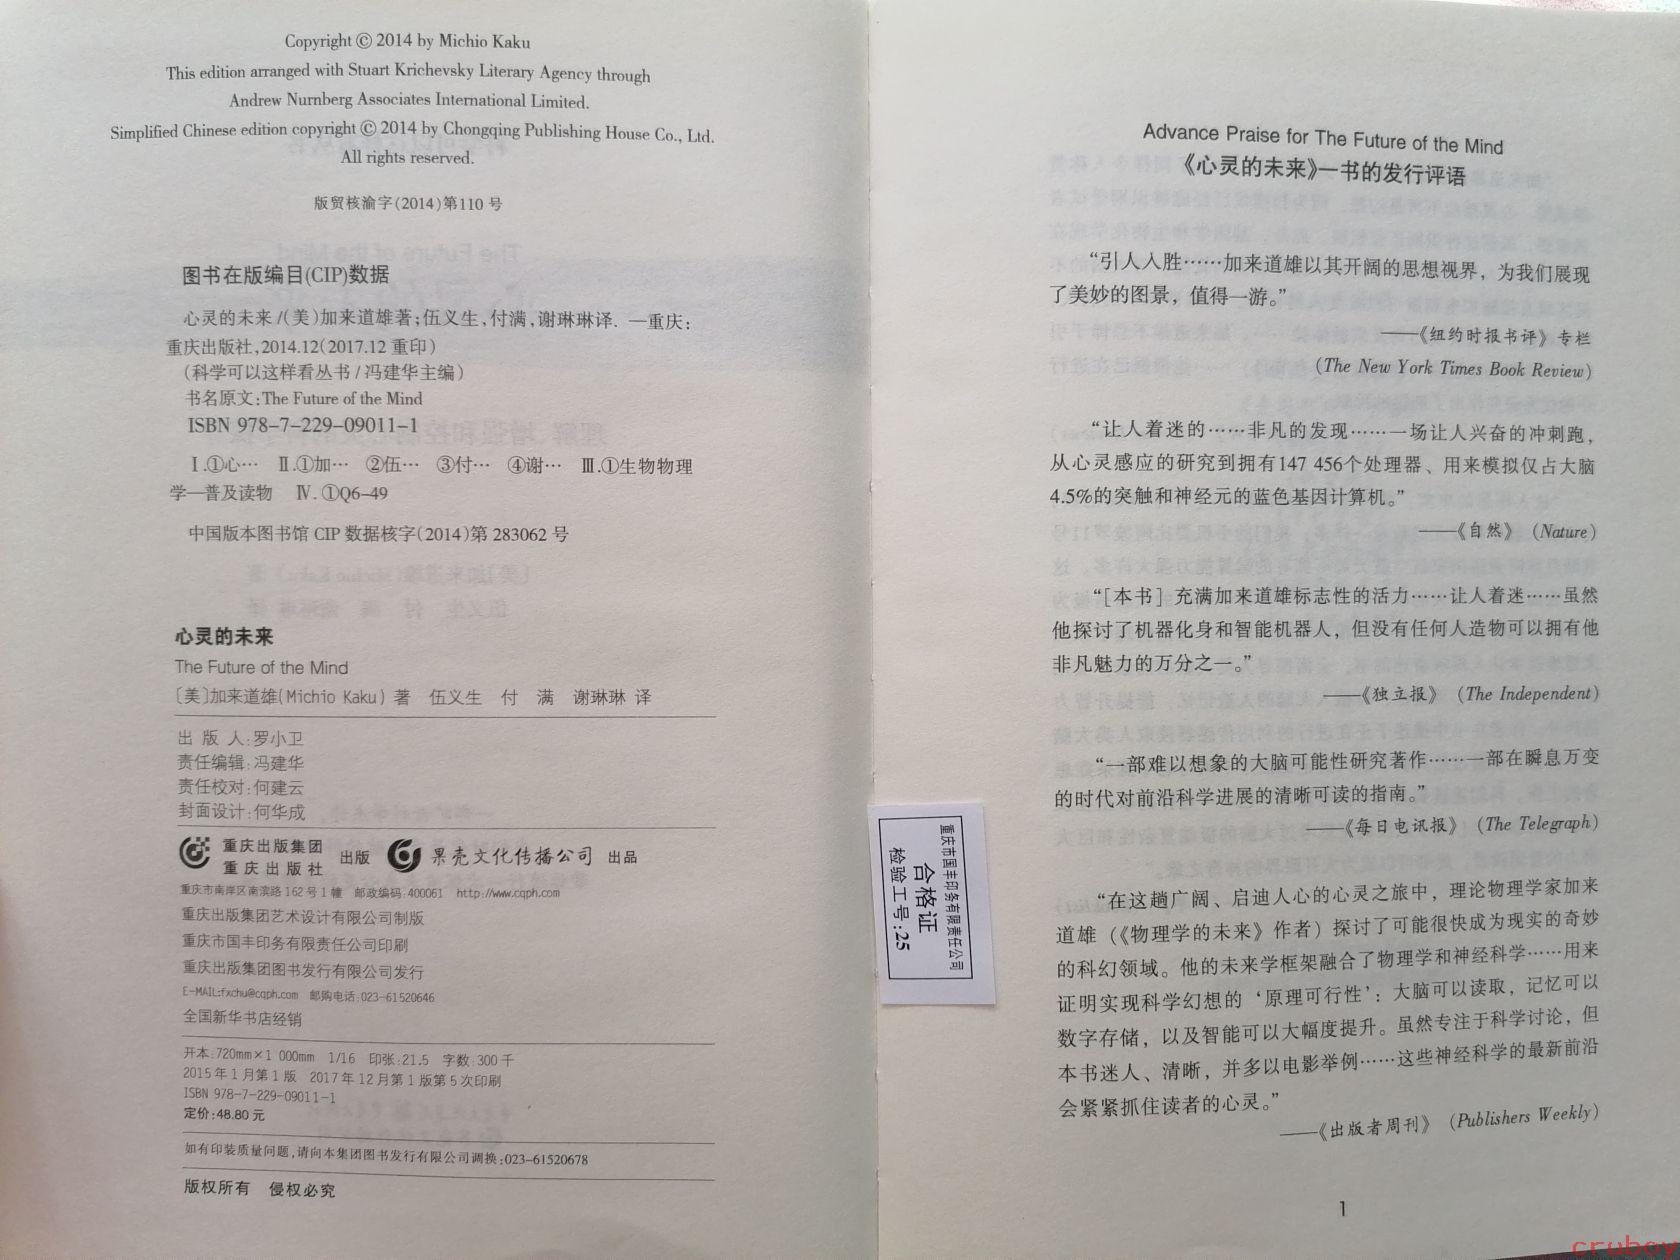 Copyright © 2014 by Michio Kaku
This edition arranged with Stuart Krichevsky Literary Agency through
Andrew Nurnberg Associates International Limited.
Simplified Chinese edition copyright © 2014 by Chongqing Publishing House Co., Ltd.
All rights reserved.
版贸核渝字(2014)第110号
图书在版编目(CIP)数据
心灵的未来/(美)加来道雄著;伍义生,付满,谢琳琳译. —重庆:
重庆出版社,2014.12(2017.12重印)
(科学可以这样看丛书/冯建华主编)
书名原文:The Future of the Mind
ISBN 978-7-229-09011-1
Ⅰ.①心… Ⅱ.①加… ②伍… ③付… ④谢… Ⅲ.①生物物理
学—普及读物 Ⅳ.①Q6-49
中国版本图书馆CIP数据核字(2014)第283062号
心灵的未来
The Future of the Mind
〔美〕加来道雄(Michio Kaku) 著 伍义生 付 满 谢琳琳 译
出 版 人:罗小卫
责任编辑:冯建华
责任校对:何建云
封面设计:何华成
重庆出版集团
重庆出版社 出版 果壳文化传播公司 出品
重庆市南岸区南滨路162号1幢 邮政编码:400061 http://www.cqph.com
重庆出版集团艺术设计有限公司制版
重庆市国丰印务有限责任公司印刷
重庆出版集团图书发行有限公司发行
E-MAIL:fxchu@cqph.com 邮购电话:023-61520646
全国新华书店经销
开本:720mm×1 000mm 1/16 印张:21.5 字数:300千
2015年1月第1版 2017年12月第1版第5次印刷
ISBN 978-7-229-09011-1
定价:48.80元
如有印装质量问题,请向本集团图书发行有限公司调换:023-61520678
版权所有 侵权必究
重庆市国丰印务有限责任公司
合格证
检验工号:25
Advance Praise for The Future of the Mind
《心灵的未来》一书的发行评语
“引人入胜……加来道雄以其开阔的思想视界，为我们展现
了美妙的图景，值得一游。”
——《纽约时报书评》专栏
(The New York Times Book Review)
“让人着迷的……非凡的发现……一场让人兴奋的冲刺跑，
从心灵感应的研究到拥有147 456个处理器、用来模拟仅占大脑
4.5%的突触和神经元的蓝色基因计算机。”
——《自然》 (Nature)
“[本书] 充满加来道雄标志性的活力……让人着迷……虽然
他探讨了机器化身和智能机器人，但没有任何人造物可以拥有他
非凡魅力的万分之一。”
——《独立报》 (The Independent)
“一部难以想象的大脑可能性研究著作……一部在瞬息万变
的时代对前沿科学进展的清晰可读的指南。”
——《每日电讯报》 (The Telegraph)
“在这趟广阔、启迪人心的心灵之旅中，理论物理学家加来
道雄（《物理学的未来》作者）探讨了可能很快成为现实的奇妙
的科幻领域。他的未来学框架融合了物理学和神经科学……用来
证明实现科学幻想的‘原理可行性’：大脑可以读取，记忆可以
数字存储，以及智能可以大幅度提升。虽然专注于科学讨论，但
本书迷人、清晰，并多以电影举例……这些神经科学的最新前沿
会紧紧抓住读者的心灵。”
——《出版者周刊》 (Publishers Weekly)
1
cruboy